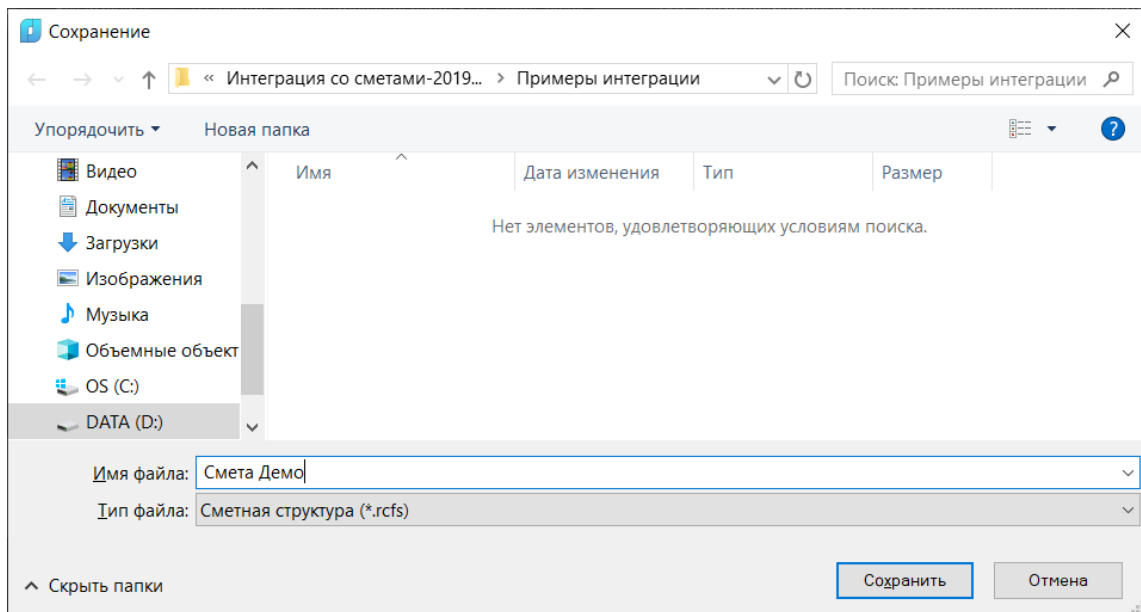 Сохранение
« Интеграция со сметами-2019... > Примеры интеграции Поиск: Примеры интеграции
Упорядочить Новая папка ?
Имя Дата изменения Тип Размер
Нет элементов, удовлетворяющих условиям поиска.
Видео
Документы
Загрузки
Изображения
Музыка
Объемные объект
OS (C:)
DATA (D:)
Имя файла: Смета Демо
Тип файла: Сметная структура (*.rcfs)
Скрыть папки Сохранить Отмена